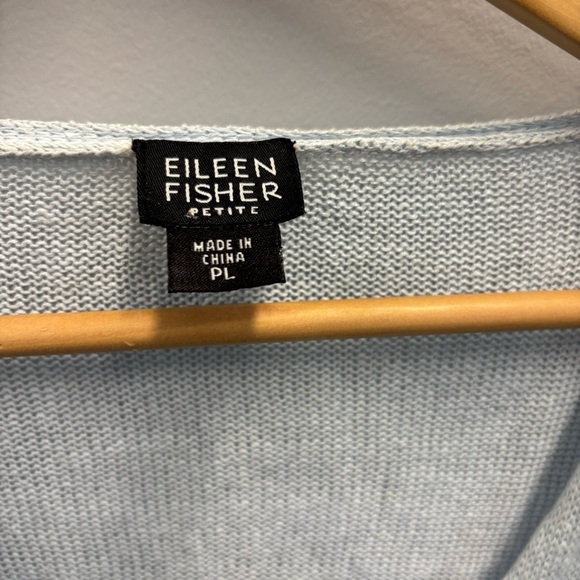 EILEEN
FISHER
PETITE
MADE IN
CHINA
PL